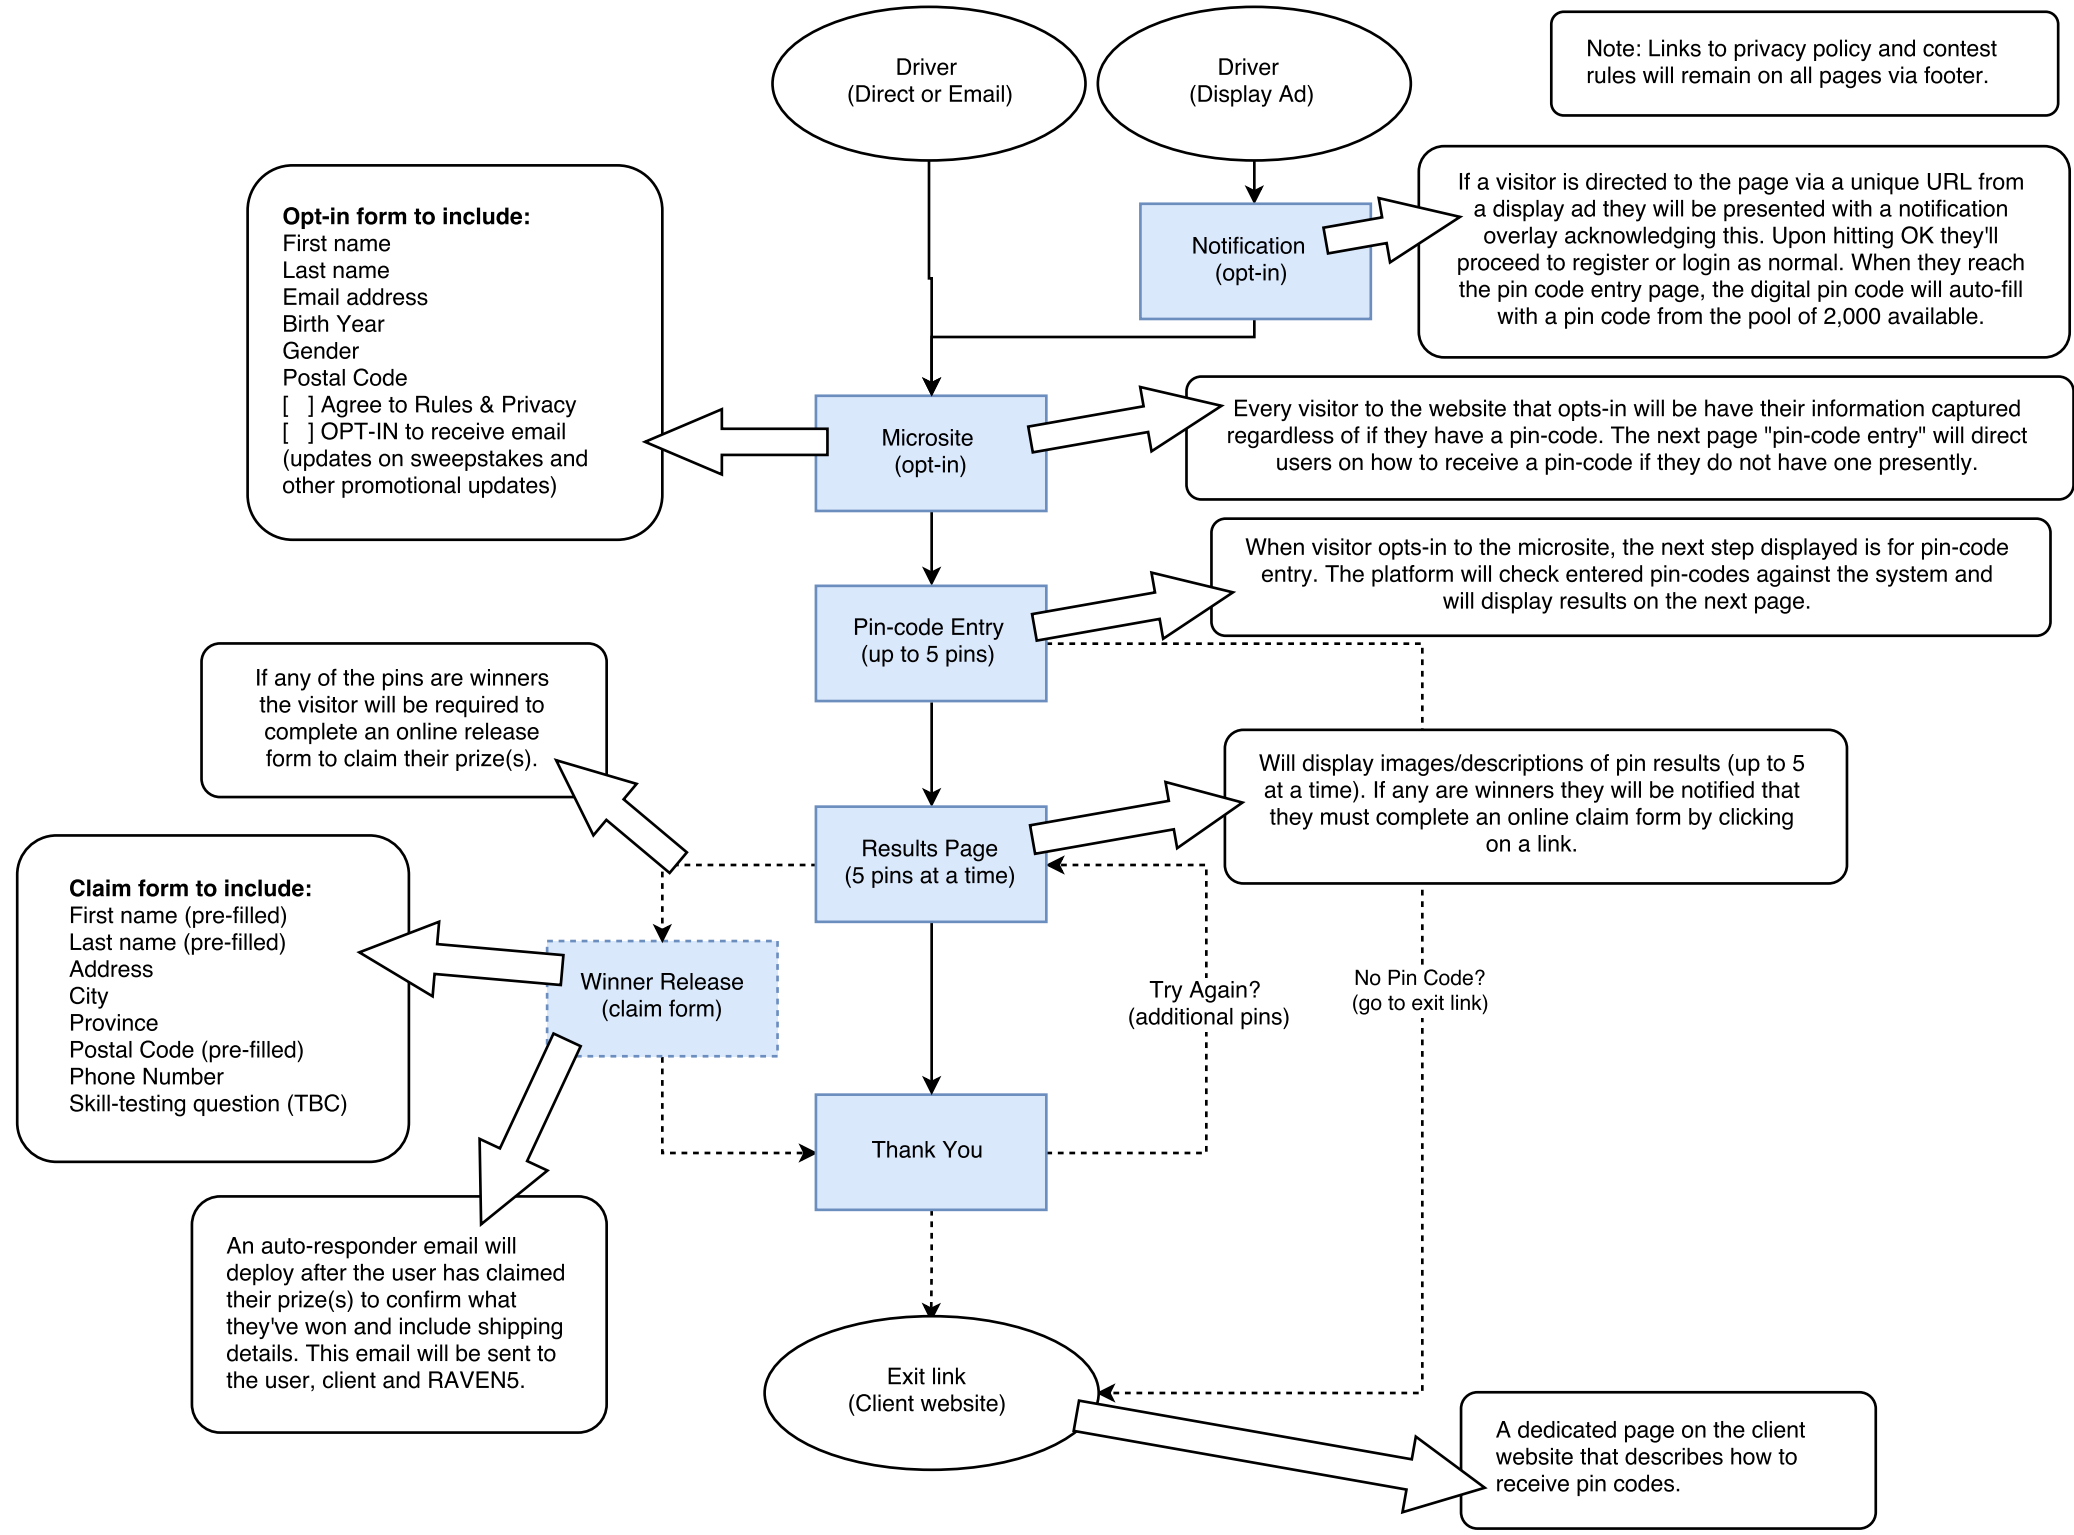 Driver
(Direct or Email)
Driver
(Display Ad)
Note: Links to privacy policy and contest
rules will remain on all pages via footer.
Opt-in form to include:
First name
Last name
Email address
Birth Year
Gender
Postal Code
[   ] Agree to Rules & Privacy
[   ] OPT-IN to receive email
(updates on sweepstakes and
other promotional updates)
Notification
(opt-in)
If a visitor is directed to the page via a unique URL from
a display ad they will be presented with a notification
overlay acknowledging this. Upon hitting OK they'll
proceed to register or login as normal. When they reach
the pin code entry page, the digital pin code will auto-fill
with a pin code from the pool of 2,000 available.
Microsite
(opt-in)
Every visitor to the website that opts-in will be have their information captured
regardless of if they have a pin-code. The next page "pin-code entry" will direct
users on how to receive a pin-code if they do not have one presently.
When visitor opts-in to the microsite, the next step displayed is for pin-code
entry. The platform will check entered pin-codes against the system and
will display results on the next page.
Pin-code Entry
(up to 5 pins)
If any of the pins are winners
the visitor will be required to
complete an online release
form to claim their prize(s).
Will display images/descriptions of pin results (up to 5
at a time). If any are winners they will be notified that
they must complete an online claim form by clicking
on a link.
Results Page
(5 pins at a time)
Claim form to include:
First name (pre-filled)
Last name (pre-filled)
Address
City
Province
Postal Code (pre-filled)
Phone Number
Skill-testing question (TBC)
Winner Release
(claim form)
Try Again?
(additional pins)
No Pin Code?
(go to exit link)
Thank You
An auto-responder email will
deploy after the user has claimed
their prize(s) to confirm what
they've won and include shipping
details. This email will be sent to
the user, client and RAVEN5.
Exit link
(Client website)
A dedicated page on the client
website that describes how to
receive pin codes.